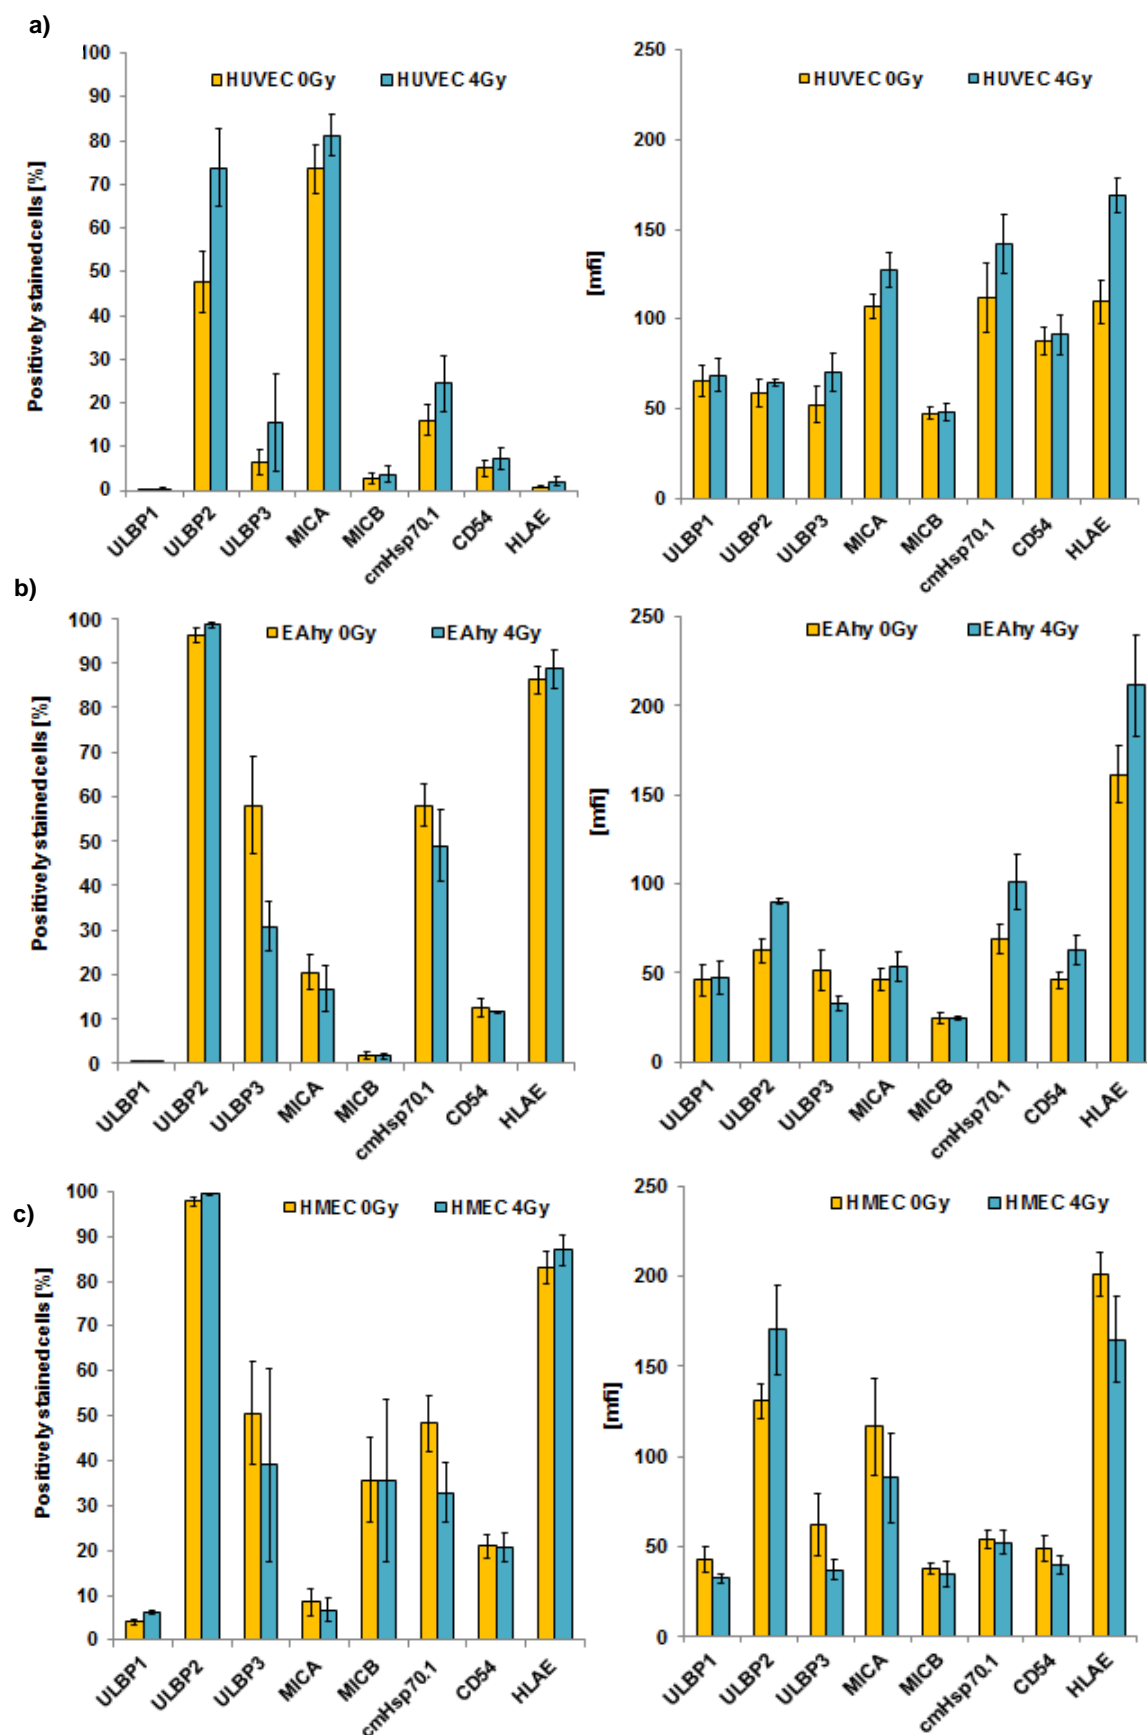 a)
Positively stained cells [%]
100
90
80
70
60
50
40
30
20
10
0
HUVEC 0Gy HUVEC 4Gy
ULBP1 ULBP2 ULBP3 MICA MICB cmHsp70.1 CD54 HLAE
[mfi]
250
200
150
100
50
0
HUVEC 0Gy HUVEC 4Gy
ULBP1 ULBP2 ULBP3 MICA MICB cmHsp70.1 CD54 HLAE
b)
Positively stained cells [%]
100
90
80
70
60
50
40
30
20
10
0
EAhy 0Gy EAhy 4Gy
ULBP1 ULBP2 ULBP3 MICA MICB cmHsp70.1 CD54 HLAE
[mfi]
250
200
150
100
50
0
EAhy 0Gy EAhy 4Gy
ULBP1 ULBP2 ULBP3 MICA MICB cmHsp70.1 CD54 HLAE
c)
Positively stained cells [%]
100
90
80
70
60
50
40
30
20
10
0
HMEC 0Gy HMEC 4Gy
ULBP1 ULBP2 ULBP3 MICA MICB cmHsp70.1 CD54 HLAE
[mfi]
250
200
150
100
50
0
HMEC 0Gy HMEC 4Gy
ULBP1 ULBP2 ULBP3 MICA MICB cmHsp70.1 CD54 HLAE